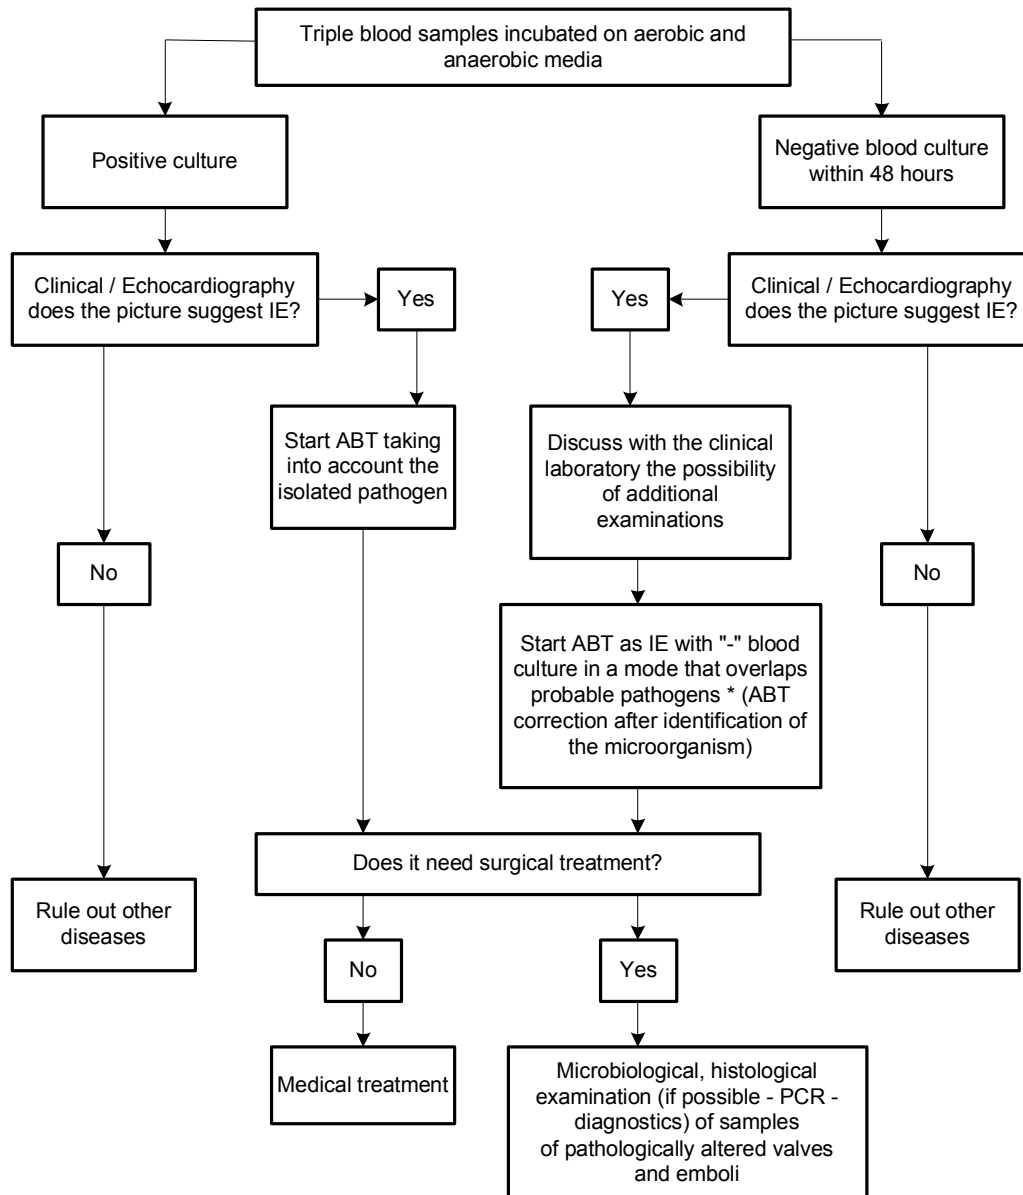 Triple blood samples incubated on aerobic and
anaerobic media
Positive culture
Negative blood culture
within 48 hours
Clinical / Echocardiography
does the picture suggest IE?
Yes
Yes
Clinical / Echocardiography
does the picture suggest IE?
Start ABT taking
into account the
isolated pathogen
Discuss with the clinical
laboratory the possibility
of additional
examinations
No
No
Start ABT as IE with "-" blood
culture in a mode that overlaps
probable pathogens * (ABT
correction after identification of
the microorganism)
Does it need surgical treatment?
Rule out other
diseases
Rule out other
diseases
No
Yes
Medical treatment
Microbiological, histological
examination (if possible - PCR -
diagnostics) of samples
of pathologically altered valves
and emboli